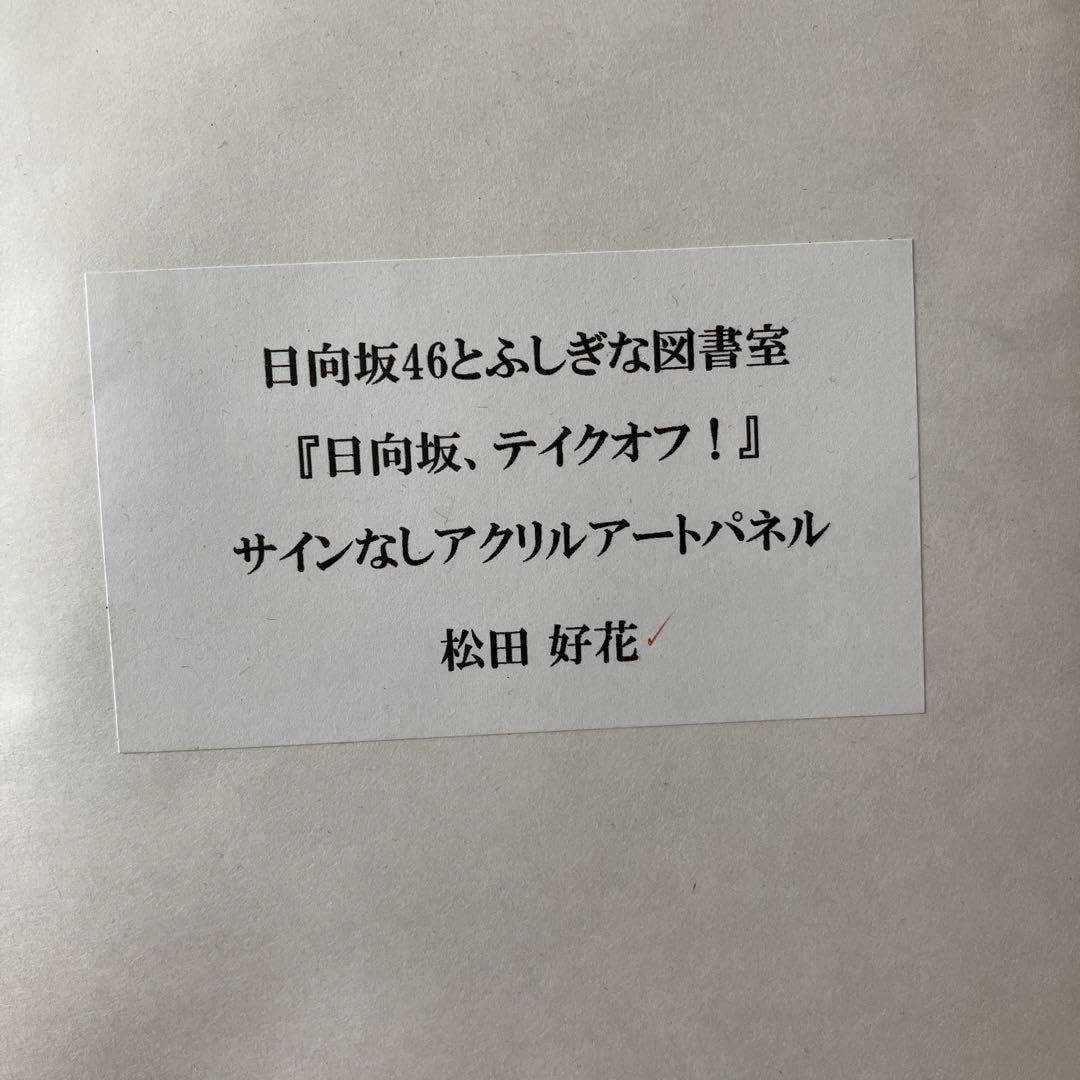 日向坂46とふしぎな図書室
『日向坂、テイクオフ！』
サインなしアクリルアートパネル
松田 好花